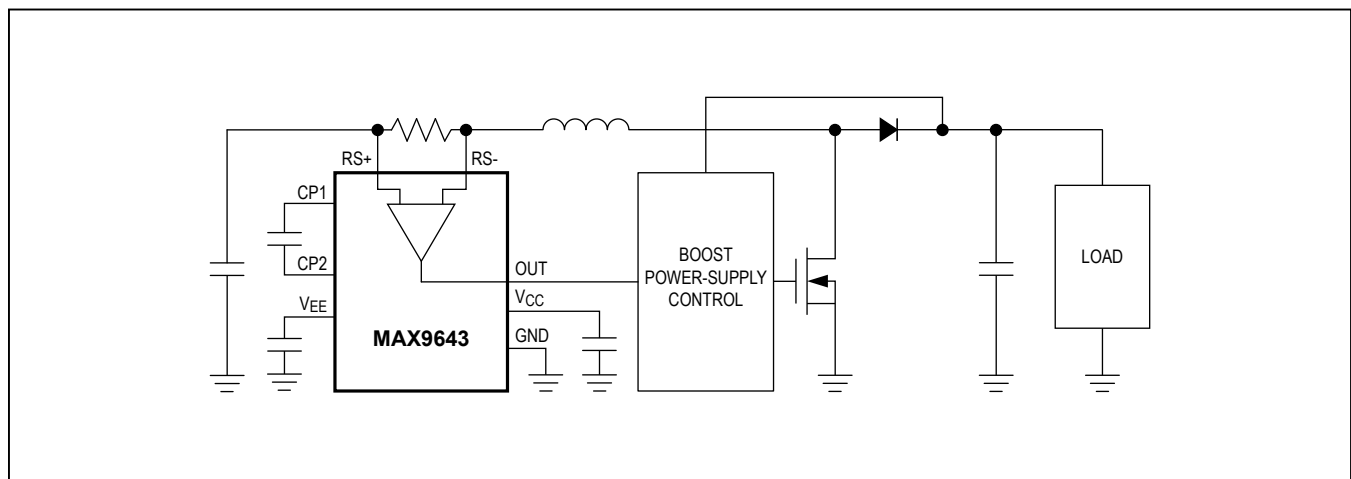 RS+
RS-
CP1
CP2
VEE
MAX9643
OUT
VCC
GND
BOOST
POWER-SUPPLY
CONTROL
LOAD